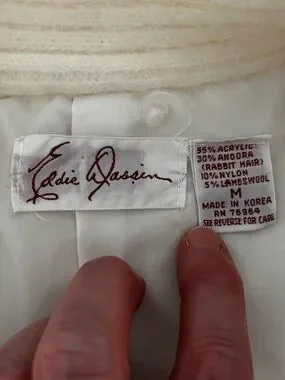 Eddie Dassin
55% ACRYLIC
30% ANGORA
(RABBIT HAIR)
10% NYLON
5% LAMBSWOOL
M
MADE IN KOREA
RN 76964
SEE REVERSE FOR CARE